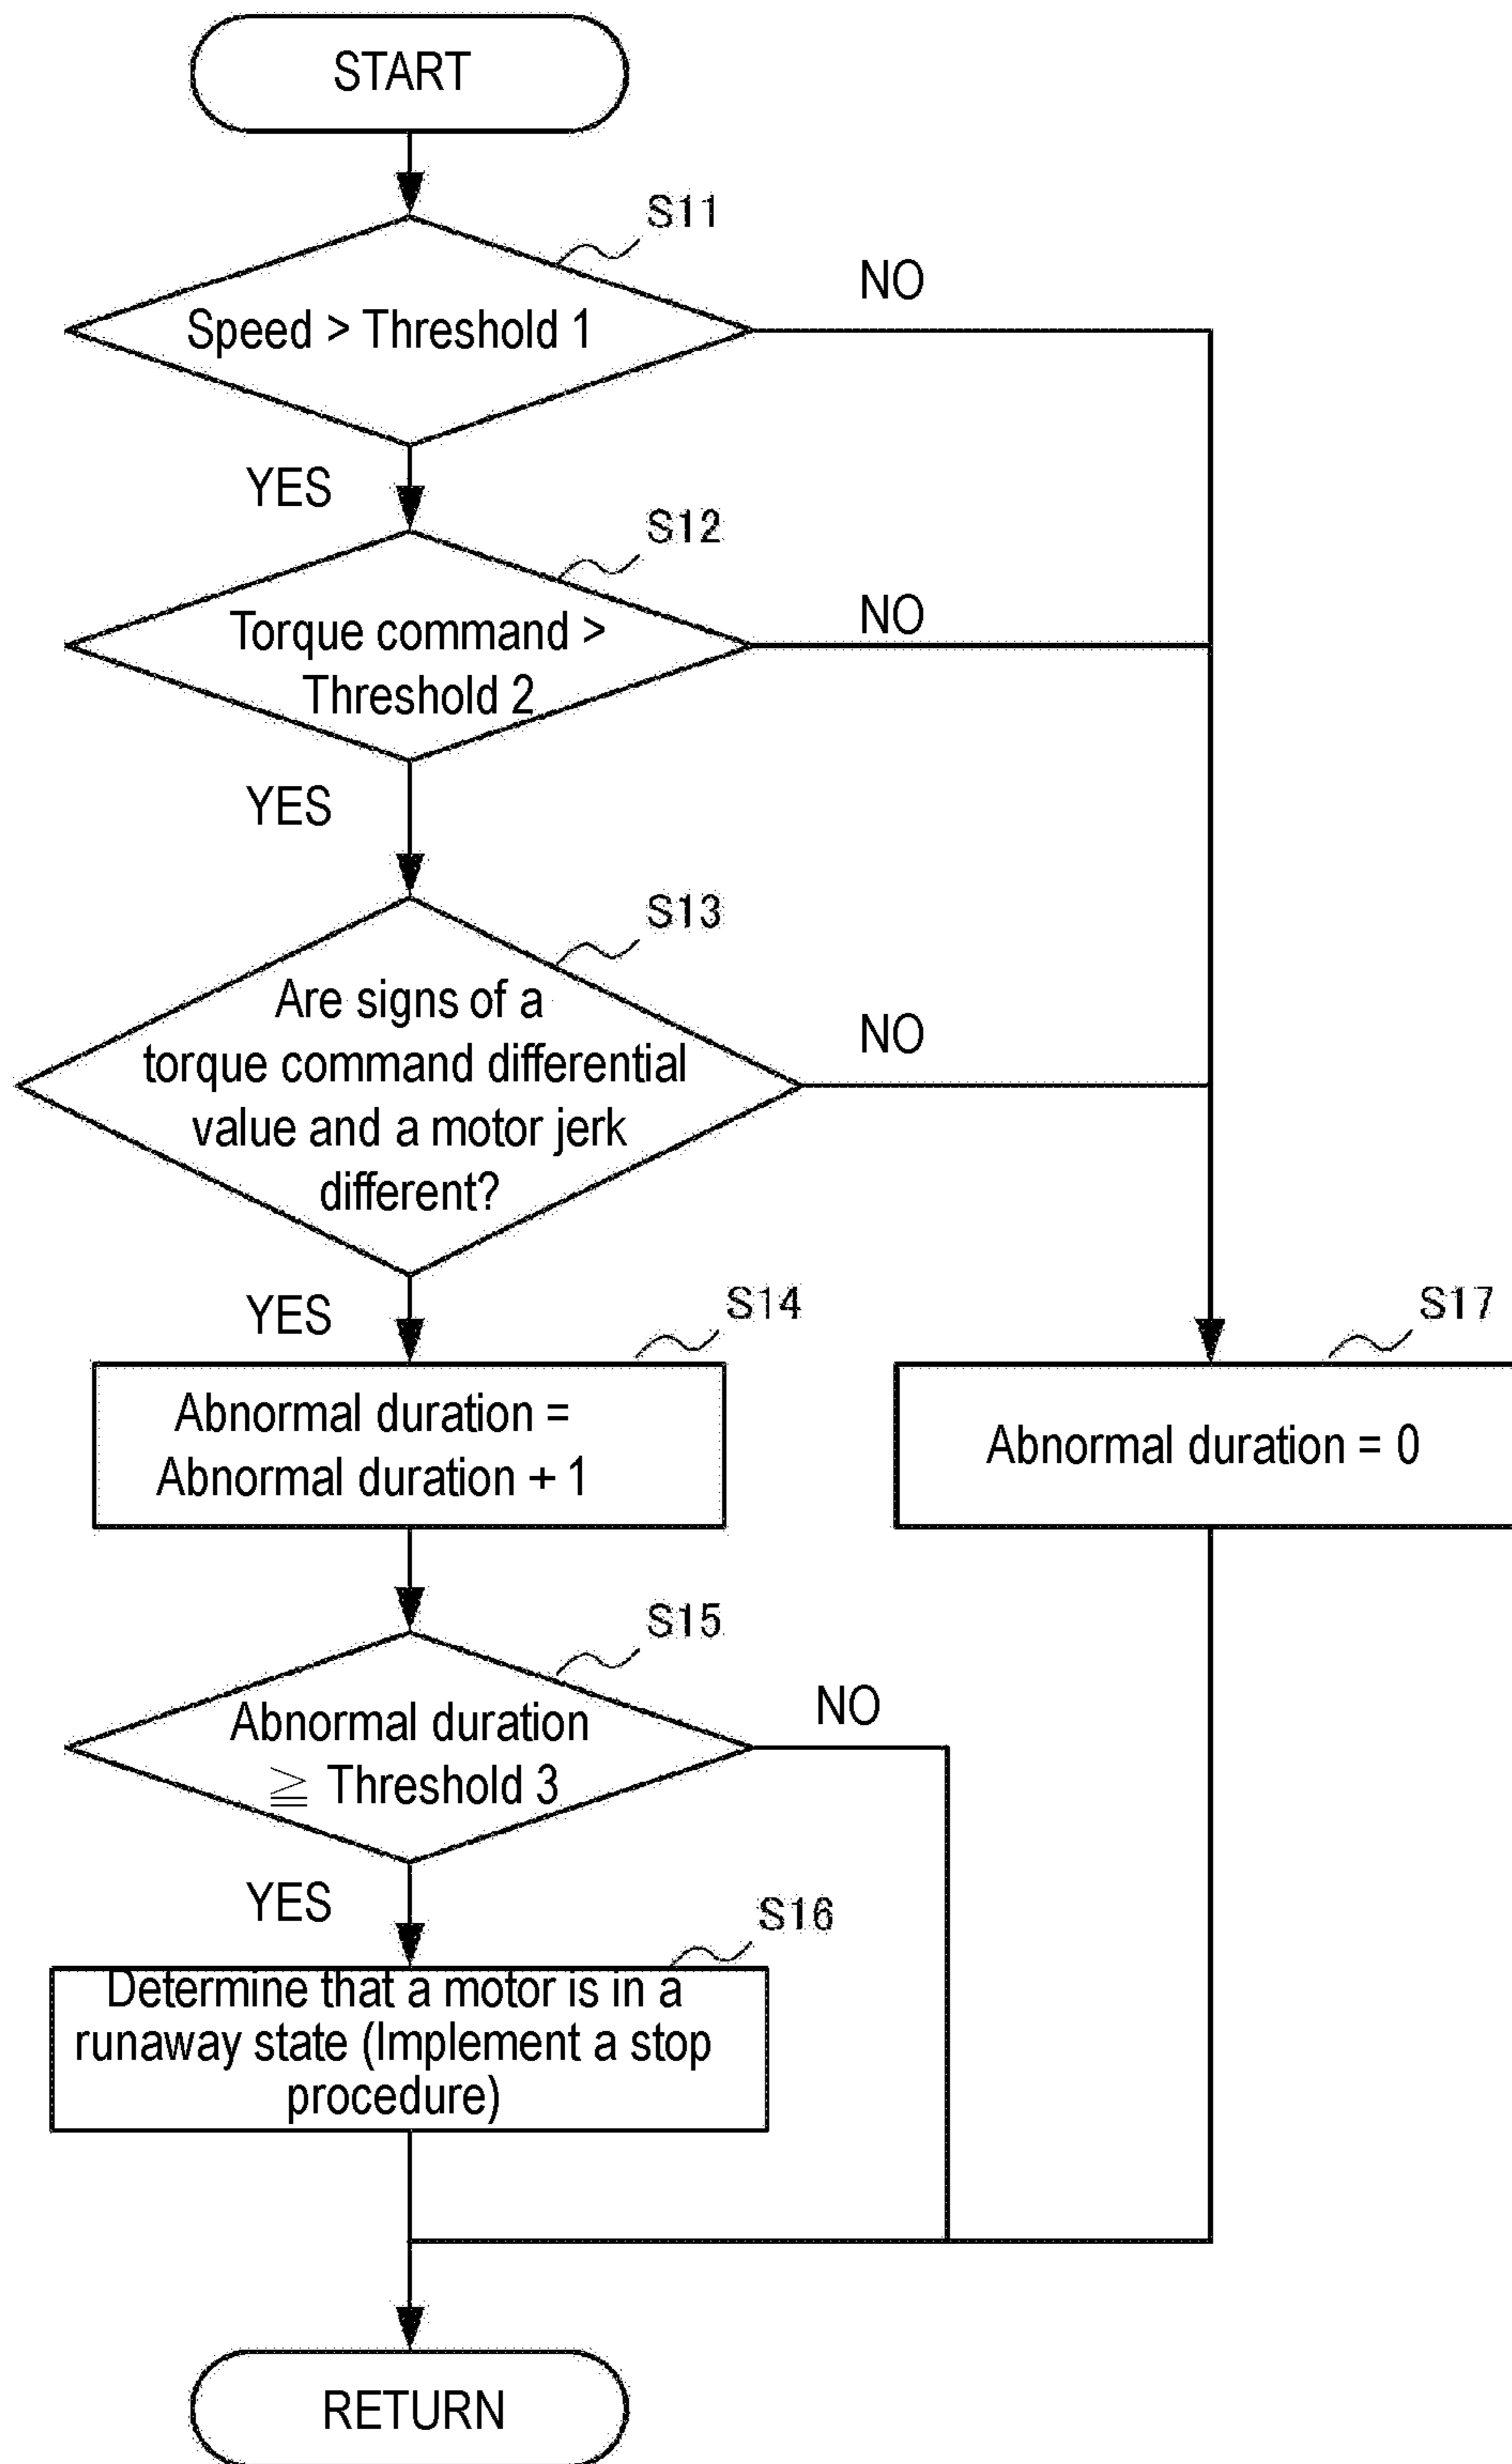 START
S11
NO
Speed > Threshold 1
YES
S12
NO
Torque command >
Threshold 2
YES
S13
Are signs of a
NO
torque command differential
value and a motor jerk
different?
YES
S14
S17
Abnormal duration =
Abnormal duration + 1
Abnormal duration = 0
S15
NO
Abnormal duration
≧ Threshold 3
YES
S16
Determine that a motor is in a
runaway state (Implement a stop
procedure)
RETURN